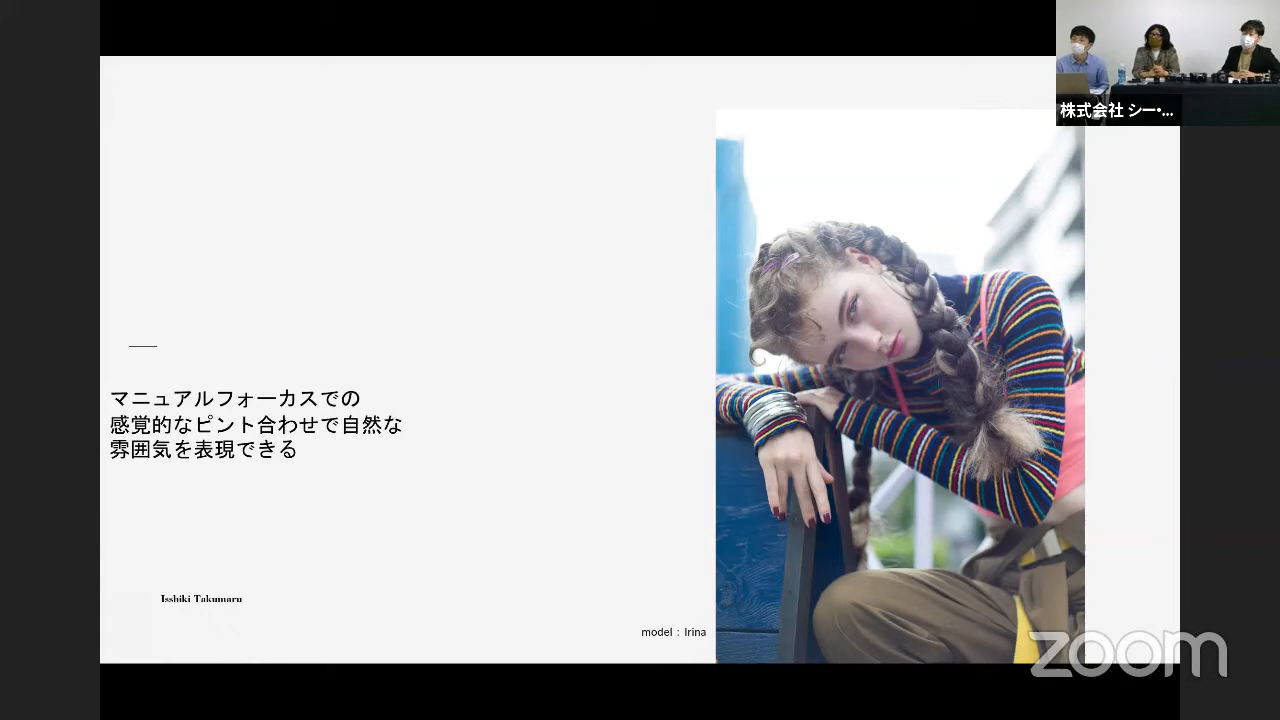 株式会社 シー・...
マニュアルフォーカスでの
感覚的なピント合わせで自然な
雰囲気を表現できる
Isshiki Takumaru
model：Irina
zoom